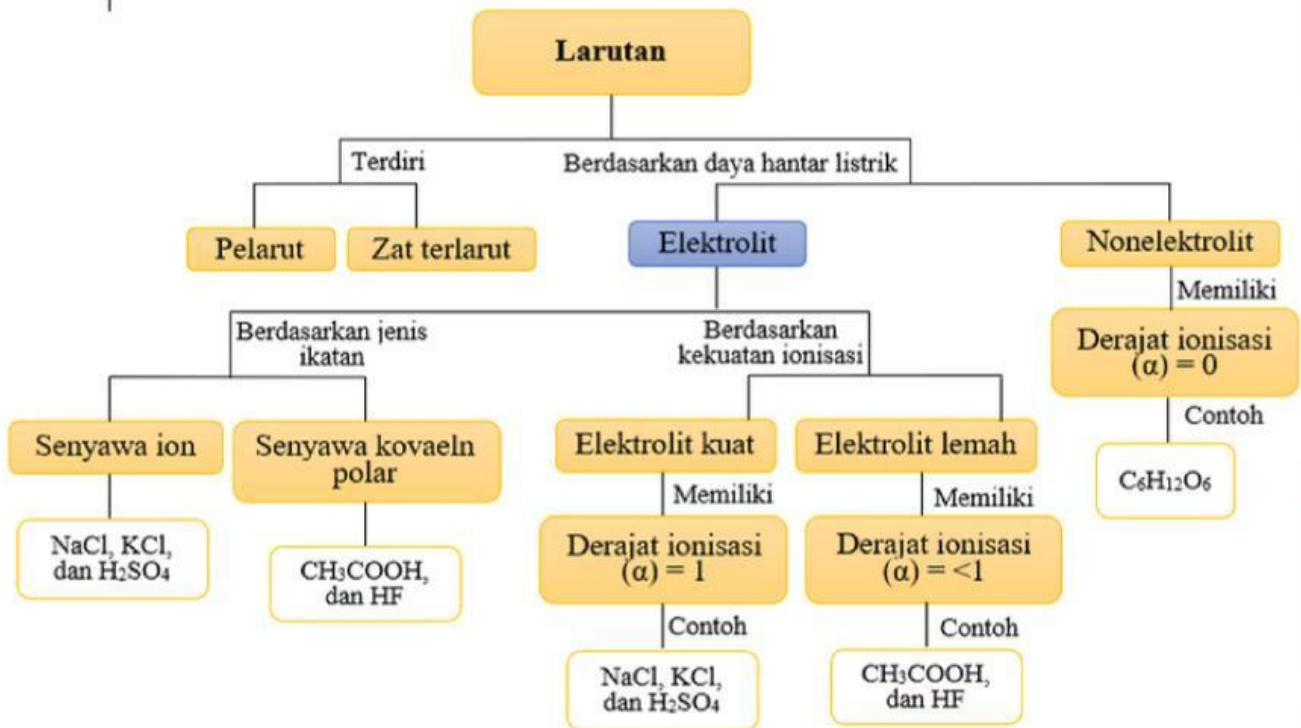 Larutan
Terdiri
Berdasarkan daya hantar listrik
Pelarut
Zat terlarut
Elektrolit
Nonelektrolit
Memiliki
Derajat ionisasi
(α) = 0
Contoh
C₆H₁₂O₆
Berdasarkan jenis
ikatan
Berdasarkan
kekuatan ionisasi
Senyawa ion
Senyawa kovaeln
polar
Elektrolit kuat
Elektrolit lemah
NaCl, KCl,
dan H₂SO₄
CH₃COOH,
dan HF
Memiliki
Derajat ionisasi
(α) = 1
Contoh
NaCl, KCl,
dan H₂SO₄
Memiliki
Derajat ionisasi
(α) = <1
Contoh
CH₃COOH,
dan HF